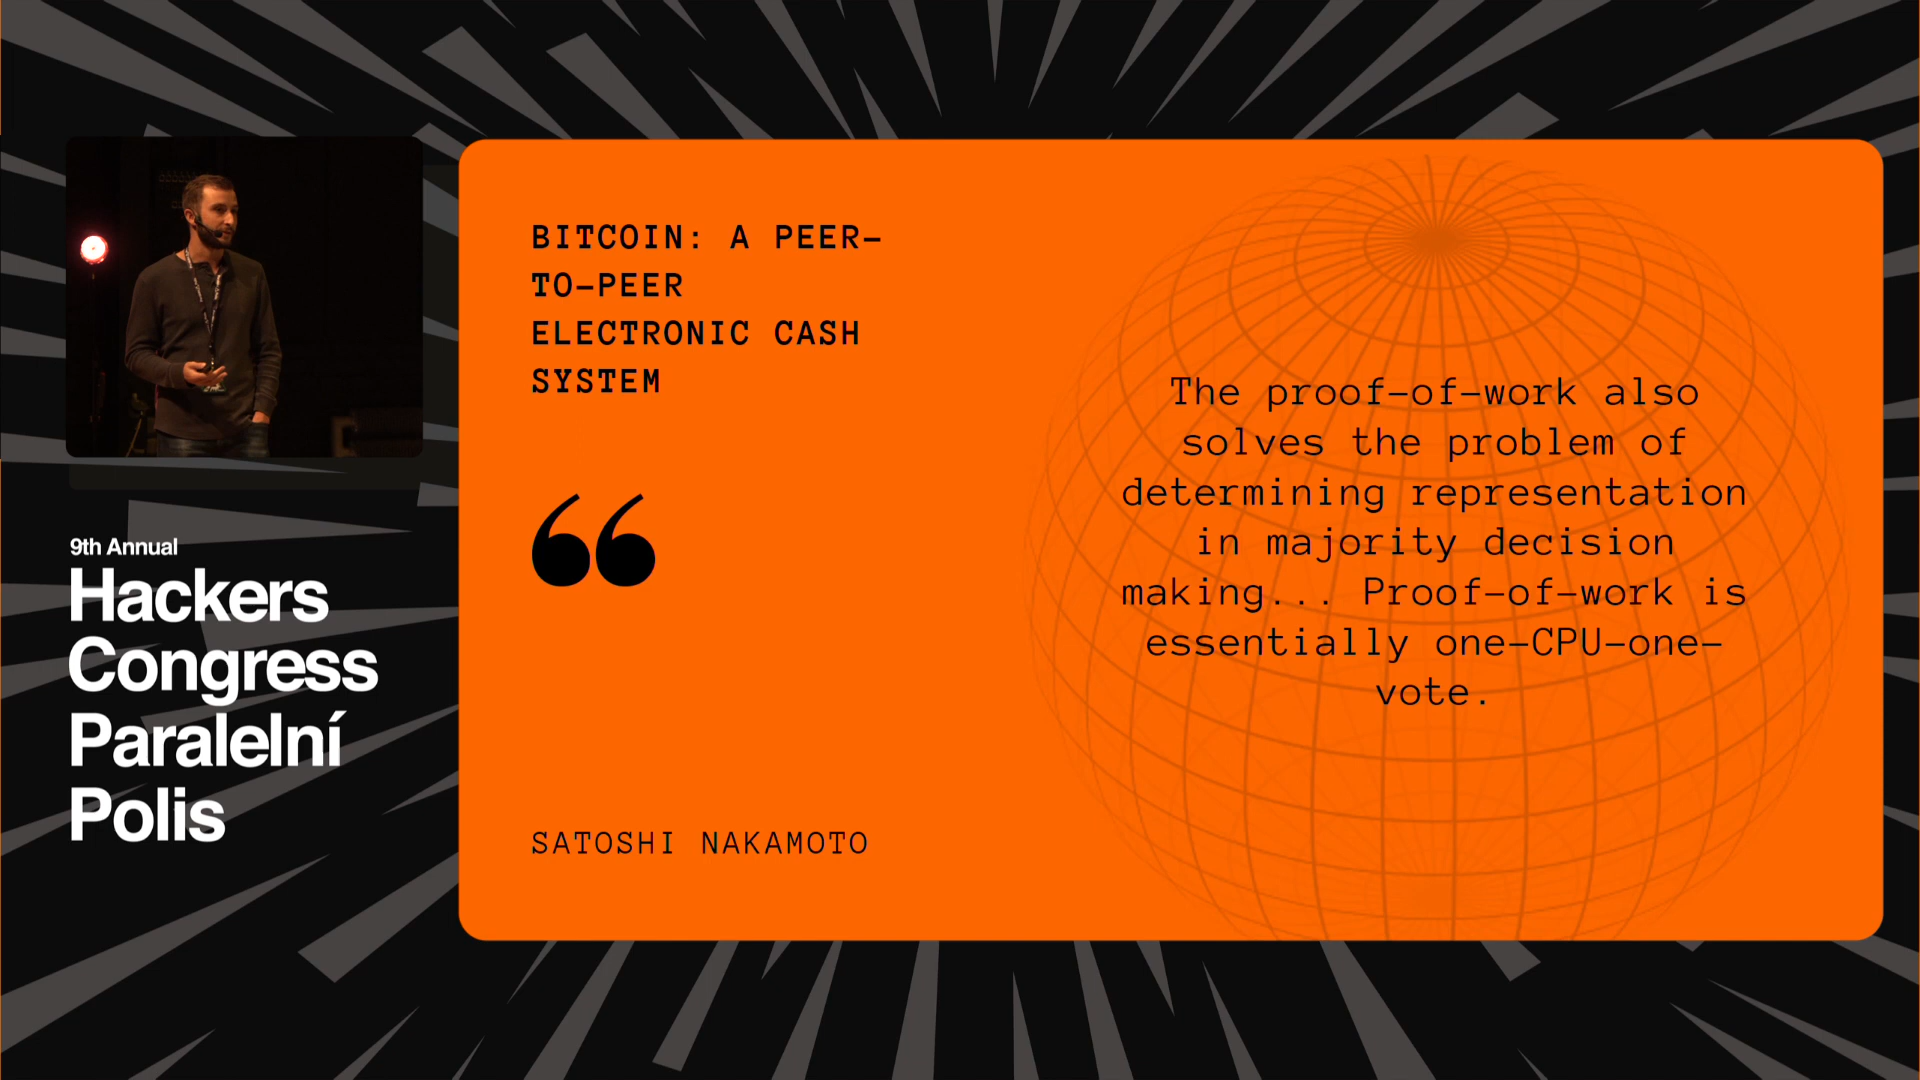 9th Annual
Hackers
Congress
Paralelní
Polis
BITCOIN: A PEER-
TO-PEER
ELECTRONIC CASH
SYSTEM
“
SATOSHI NAKAMOTO
The proof-of-work also
solves the problem of
determining representation
in majority decision
making... Proof-of-work is
essentially one-CPU-one-
vote.